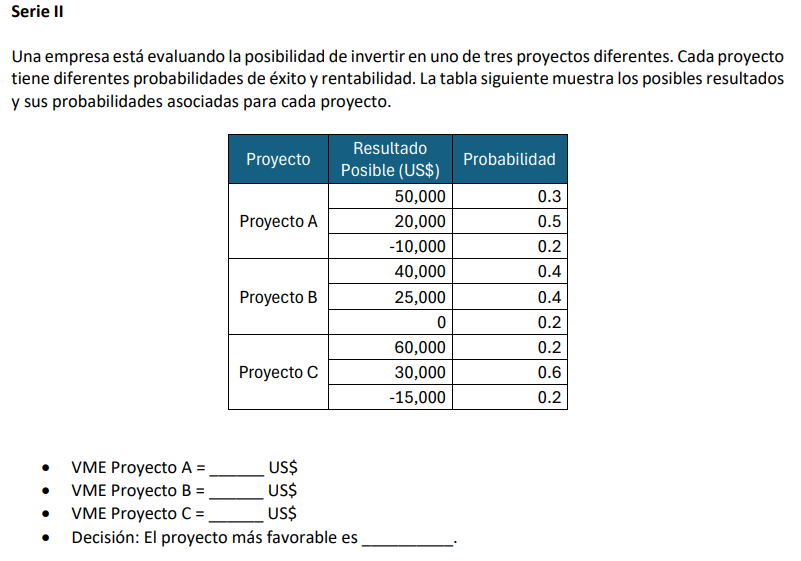 Serie II
Una empresa está evaluando la posibilidad de invertir en uno de tres proyectos diferentes. Cada proyecto
tiene diferentes probabilidades de éxito y rentabilidad. La tabla siguiente muestra los posibles resultados
y sus probabilidades asociadas para cada proyecto.
Proyecto Resultado Posible (US$) Probabilidad
Proyecto A 50,000 0.3
20,000 0.5
-10,000 0.2
Proyecto B 40,000 0.4
25,000 0.4
0 0.2
Proyecto C 60,000 0.2
30,000 0.6
-15,000 0.2
• VME Proyecto A = ______ US$
• VME Proyecto B = ______ US$
• VME Proyecto C = ______ US$
• Decisión: El proyecto más favorable es __________.